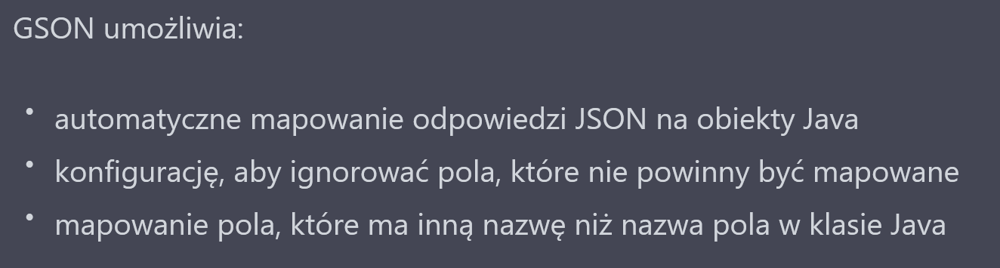 GSON umożliwia:
• automatyczne mapowanie odpowiedzi JSON na obiekty Java
• konfigurację, aby ignorować pola, które nie powinny być mapowane
• mapowanie pola, które ma inną nazwę niż nazwa pola w klasie Java